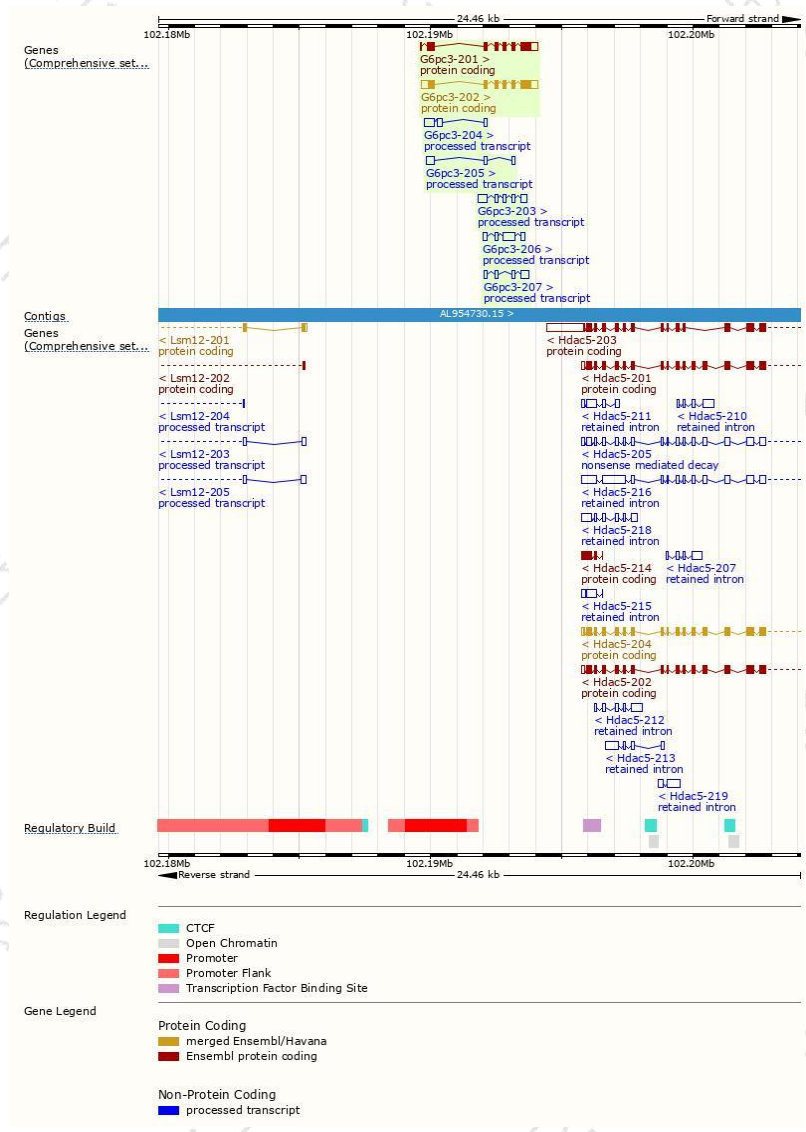 24.46 kb Forward strand
102.18Mb 102.19Mb 102.20Mb
Genes
(Comprehensive set...
G6pc3-201 >
protein coding
G6pc3-202 >
protein coding
G6pc3-204 >
processed transcript
G6pc3-205 >
processed transcript
G6pc3-203 >
processed transcript
G6pc3-206 >
processed transcript
G6pc3-207 >
processed transcript
Contigs AL954730.15 >
Genes
(Comprehensive set...
< Lsm12-201 < Hdac5-203
protein coding protein coding
< Lsm12-202 < Hdac5-201
protein coding protein coding
< Lsm12-204 < Hdac5-211 < Hdac5-210
processed transcript retained intron retained intron
< Lsm12-203 < Hdac5-205
processed transcript nonsense mediated decay
< Lsm12-205 < Hdac5-216
processed transcript retained intron
< Hdac5-218
retained intron
< Hdac5-214 < Hdac5-207
protein coding retained intron
< Hdac5-215
retained intron
< Hdac5-204
protein coding
< Hdac5-202
protein coding
< Hdac5-212
retained intron
< Hdac5-213
retained intron
< Hdac5-219
retained intron
Regulatory Build
102.18Mb 102.19Mb 102.20Mb
Reverse strand 24.46 kb
Regulation Legend
CTCF
Open Chromatin
Promoter
Promoter Flank
Transcription Factor Binding Site
Gene Legend
Protein Coding
merged Ensembl/Havana
Ensembl protein coding
Non-Protein Coding
processed transcript